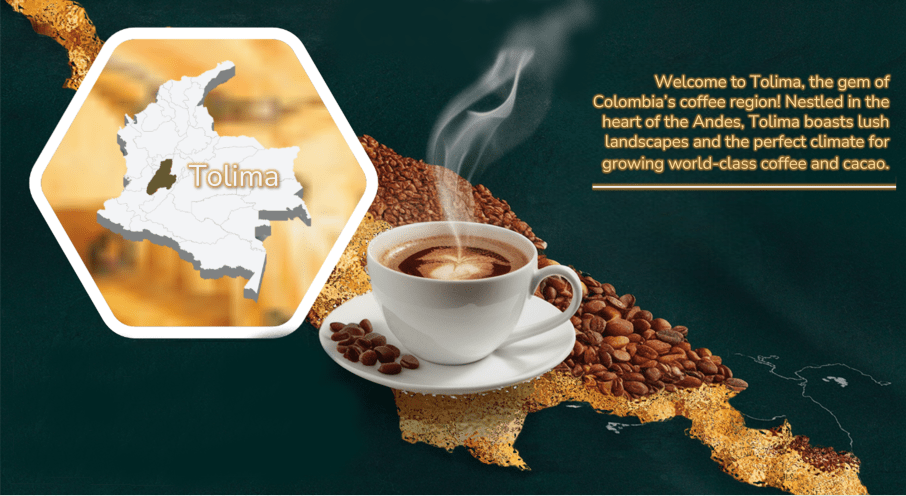 Tolima
Welcome to Tolima, the gem of
Colombia's coffee region! Nestled in the
heart of the Andes, Tolima boasts lush
landscapes and the perfect climate for
growing world-class coffee and cacao.